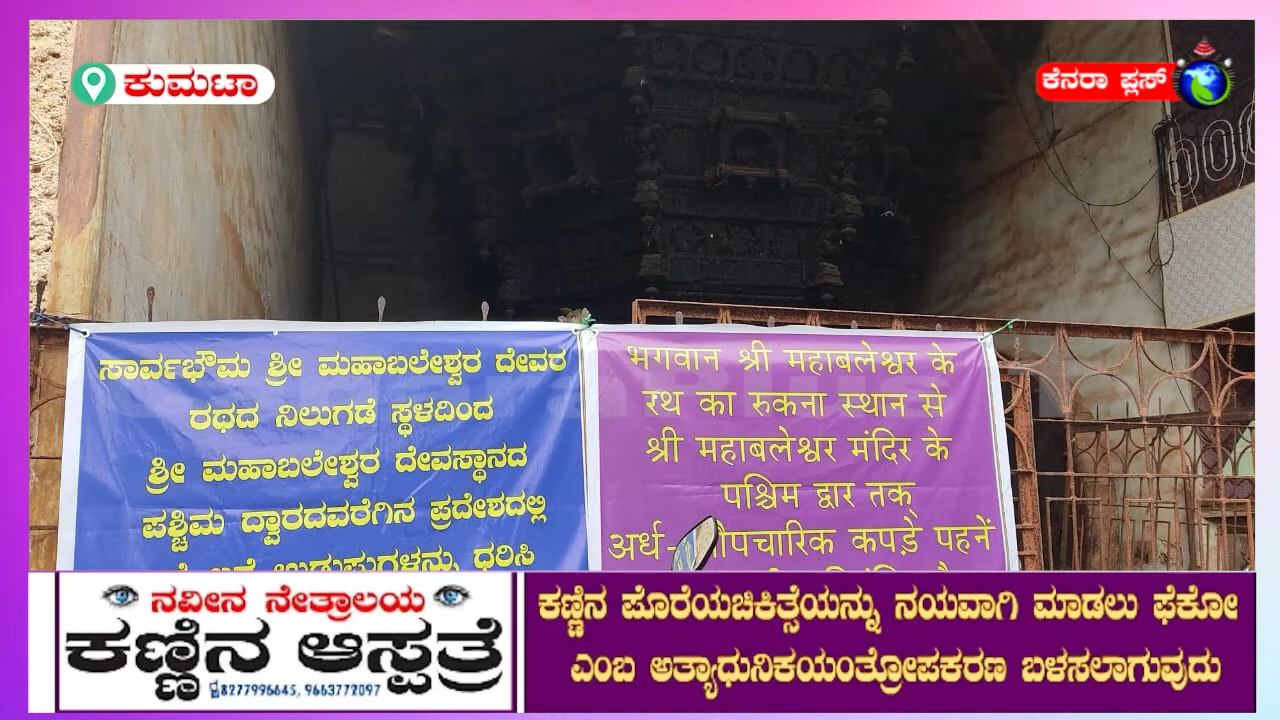 ಕುಮಟಾ
ಕೆನರಾ ಪ್ಲಸ್
ಸಾರ್ವಭೌಮ ಶ್ರೀ ಮಹಾಬಲೇಶ್ವರ ದೇವರ
ರಥದ ನಿಲುಗಡೆ ಸ್ಥಳದಿಂದ
ಶ್ರೀ ಮಹಾಬಲೇಶ್ವರ ದೇವಸ್ಥಾನದ
ಪಶ್ಚಿಮ ದ್ವಾರದವರೆಗಿನ ಪ್ರದೇಶದಲ್ಲಿ
ಉಡುಪುಗಳನ್ನು ಧರಿಸಿ
भगवान श्री महाबलेश्वर के
रथ का रुकना स्थान से
श्री महाबलेश्वर मंदिर के
पश्चिम द्वार तक्
अर्ध- कपड़े पहनें
ನವೀನ ನೇತ್ರಾಲಯ
ಕಣ್ಣಿನ ಆಸ್ಪತ್ರೆ
8277996645, 9663772097
ಕಣ್ಣಿನ ಪೊರೆಯಚಿಕಿತ್ಸೆಯನ್ನು ನಯವಾಗಿ ಮಾಡಲು ಫೆಕೋ
ಎಂಬ ಅತ್ಯಾಧುನಿಕಯಂತ್ರೋಪಕರಣ ಬಳಸಲಾಗುವುದು